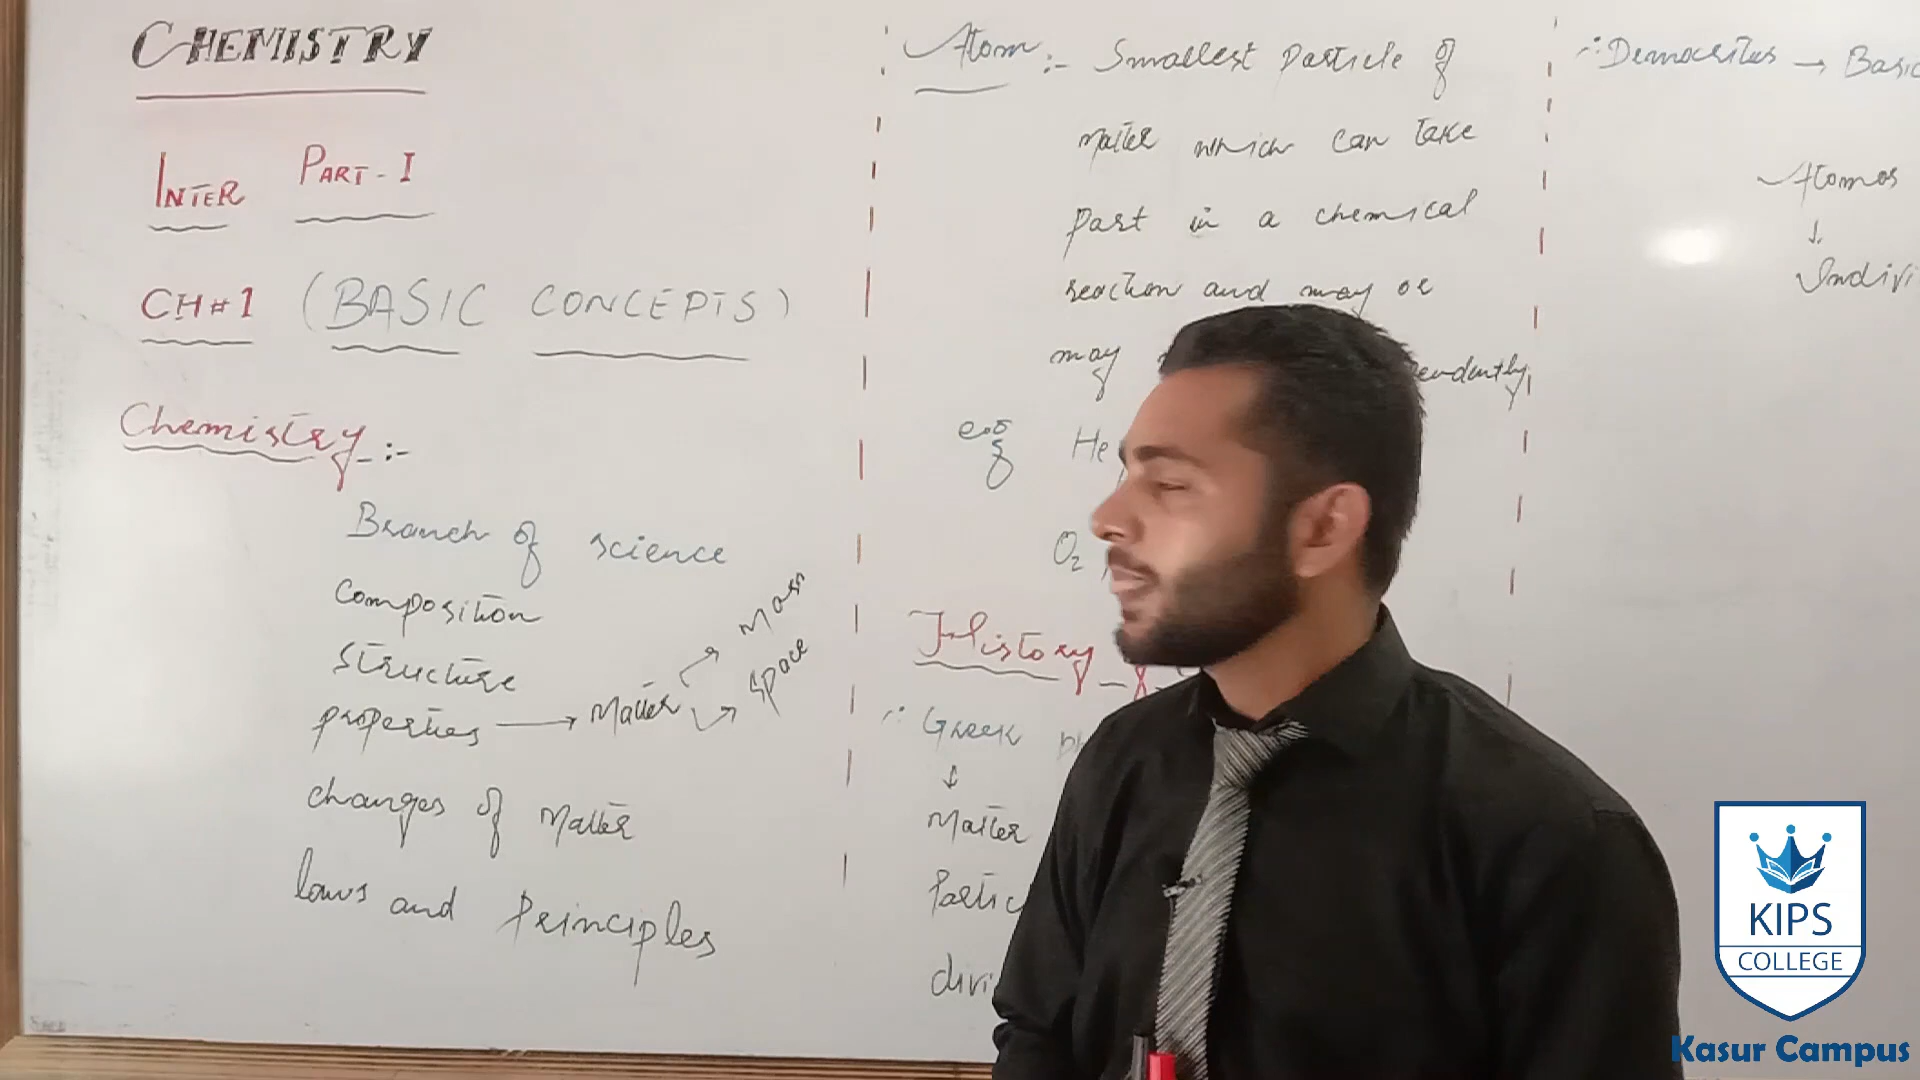 CHEMISTRY
INTER PART-I
CH#1 (BASIC CONCEPTS)
Chemistry :-
Branch of science
Composition
Structure
properties → Matter → Mass
→ Space
changes of Matter
laws and Principles
Atom :- Smallest Particle of
Matter which can take
Part in a chemical
reaction and may or
may
e.g He
O2
History
∴ Greek
↓
Matter
∴ Democritus → Basic
Atomos
↓
KIPS
COLLEGE
Kasur Campus